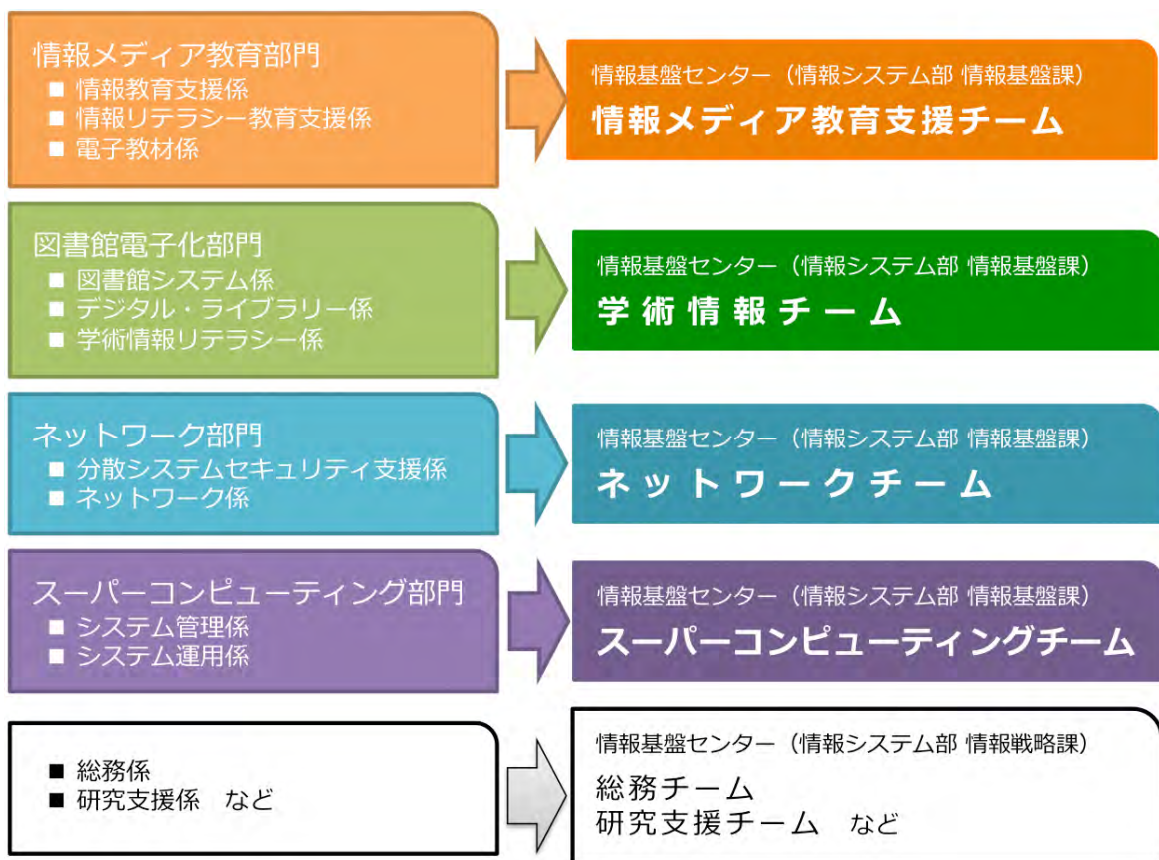 情報メディア教育部門
■ 情報教育支援係
■ 情報リテラシー教育支援係
■ 電子教材係
情報基盤センター（情報システム部 情報基盤課）
情報メディア教育支援チーム
図書館電子化部門
■ 図書館システム係
■ デジタル・ライブラリー係
■ 学術情報リテラシー係
情報基盤センター（情報システム部 情報基盤課）
学術情報チーム
ネットワーク部門
■ 分散システムセキュリティ支援係
■ ネットワーク係
情報基盤センター（情報システム部 情報基盤課）
ネットワークチーム
スーパーコンピューティング部門
■ システム管理係
■ システム運用係
情報基盤センター（情報システム部 情報基盤課）
スーパーコンピューティングチーム
■ 総務係
■ 研究支援係　など
情報基盤センター（情報システム部 情報戦略課）
総務チーム
研究支援チーム　など